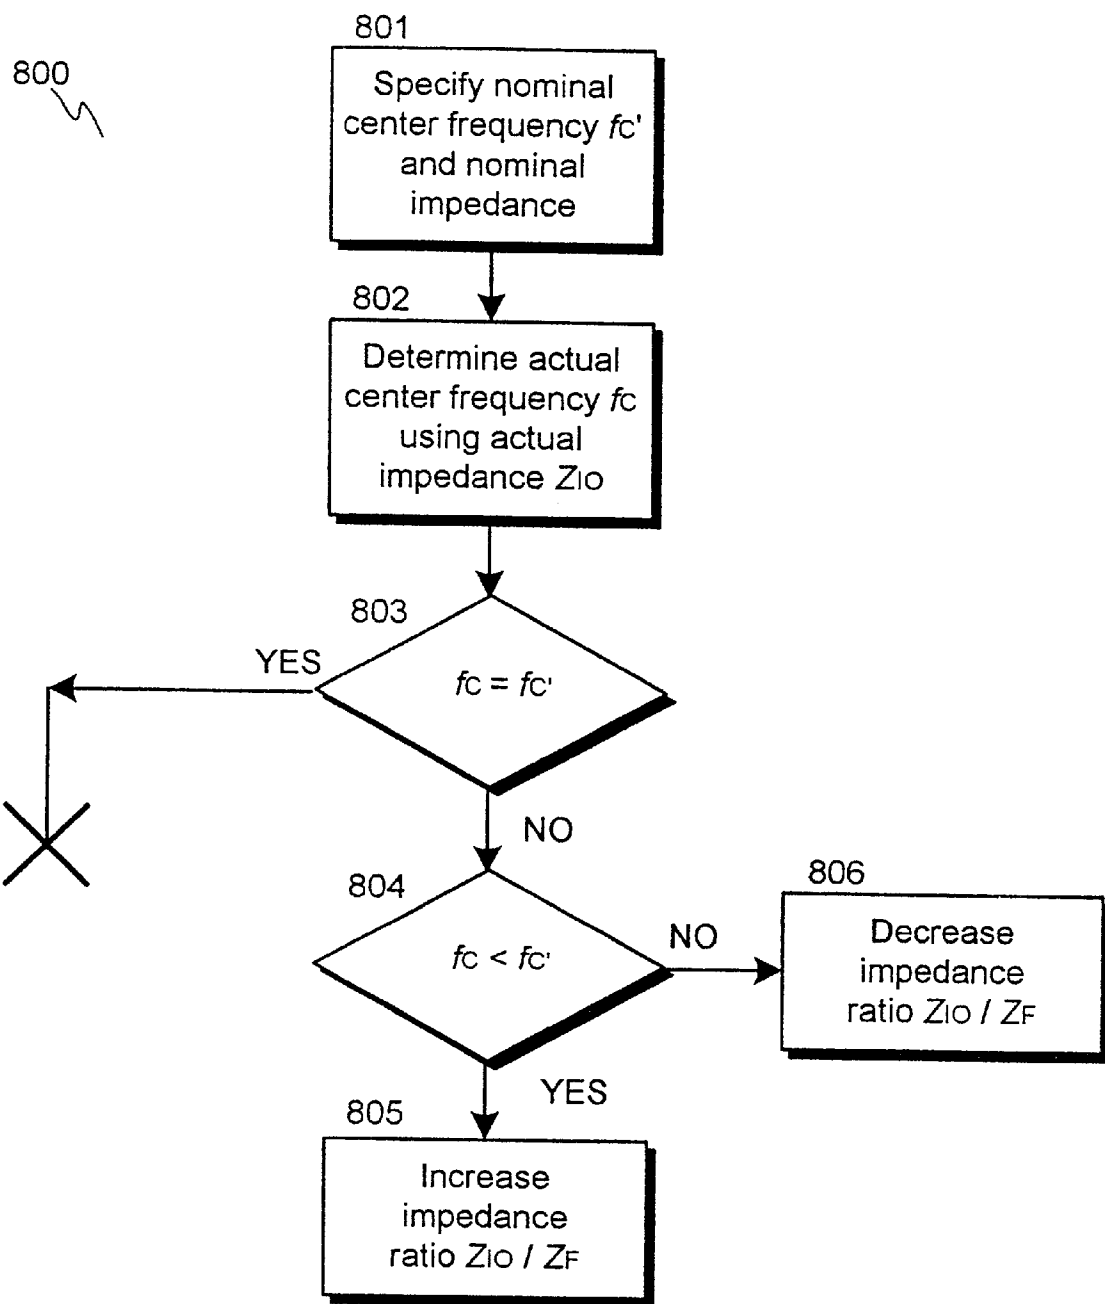 800
801
Specify nominal
center frequency fC'
and nominal
impedance
802
Determine actual
center frequency fC
using actual
impedance ZIO
803
YES
fC = fC'
NO
804
fC < fC'
NO
806
Decrease
impedance
ratio ZIO / ZF
YES
805
Increase
impedance
ratio ZIO / ZF